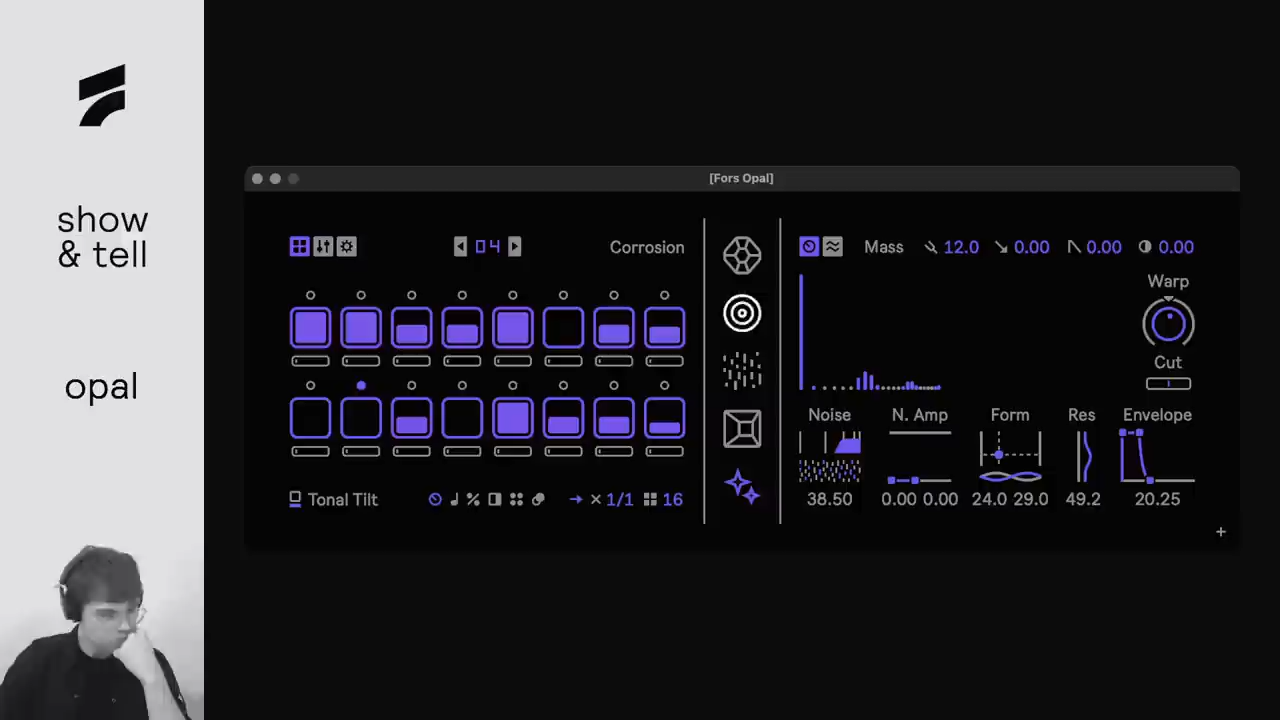 show
& tell
opal
[Fors Opal]
04
Corrosion
Tonal Tilt
1/1
16
Mass
12.0
0.00
0.00
0.00
Warp
Cut
Noise
N. Amp
Form
Res
Envelope
38.50
0.00 0.00
24.0 29.0
49.2
20.25